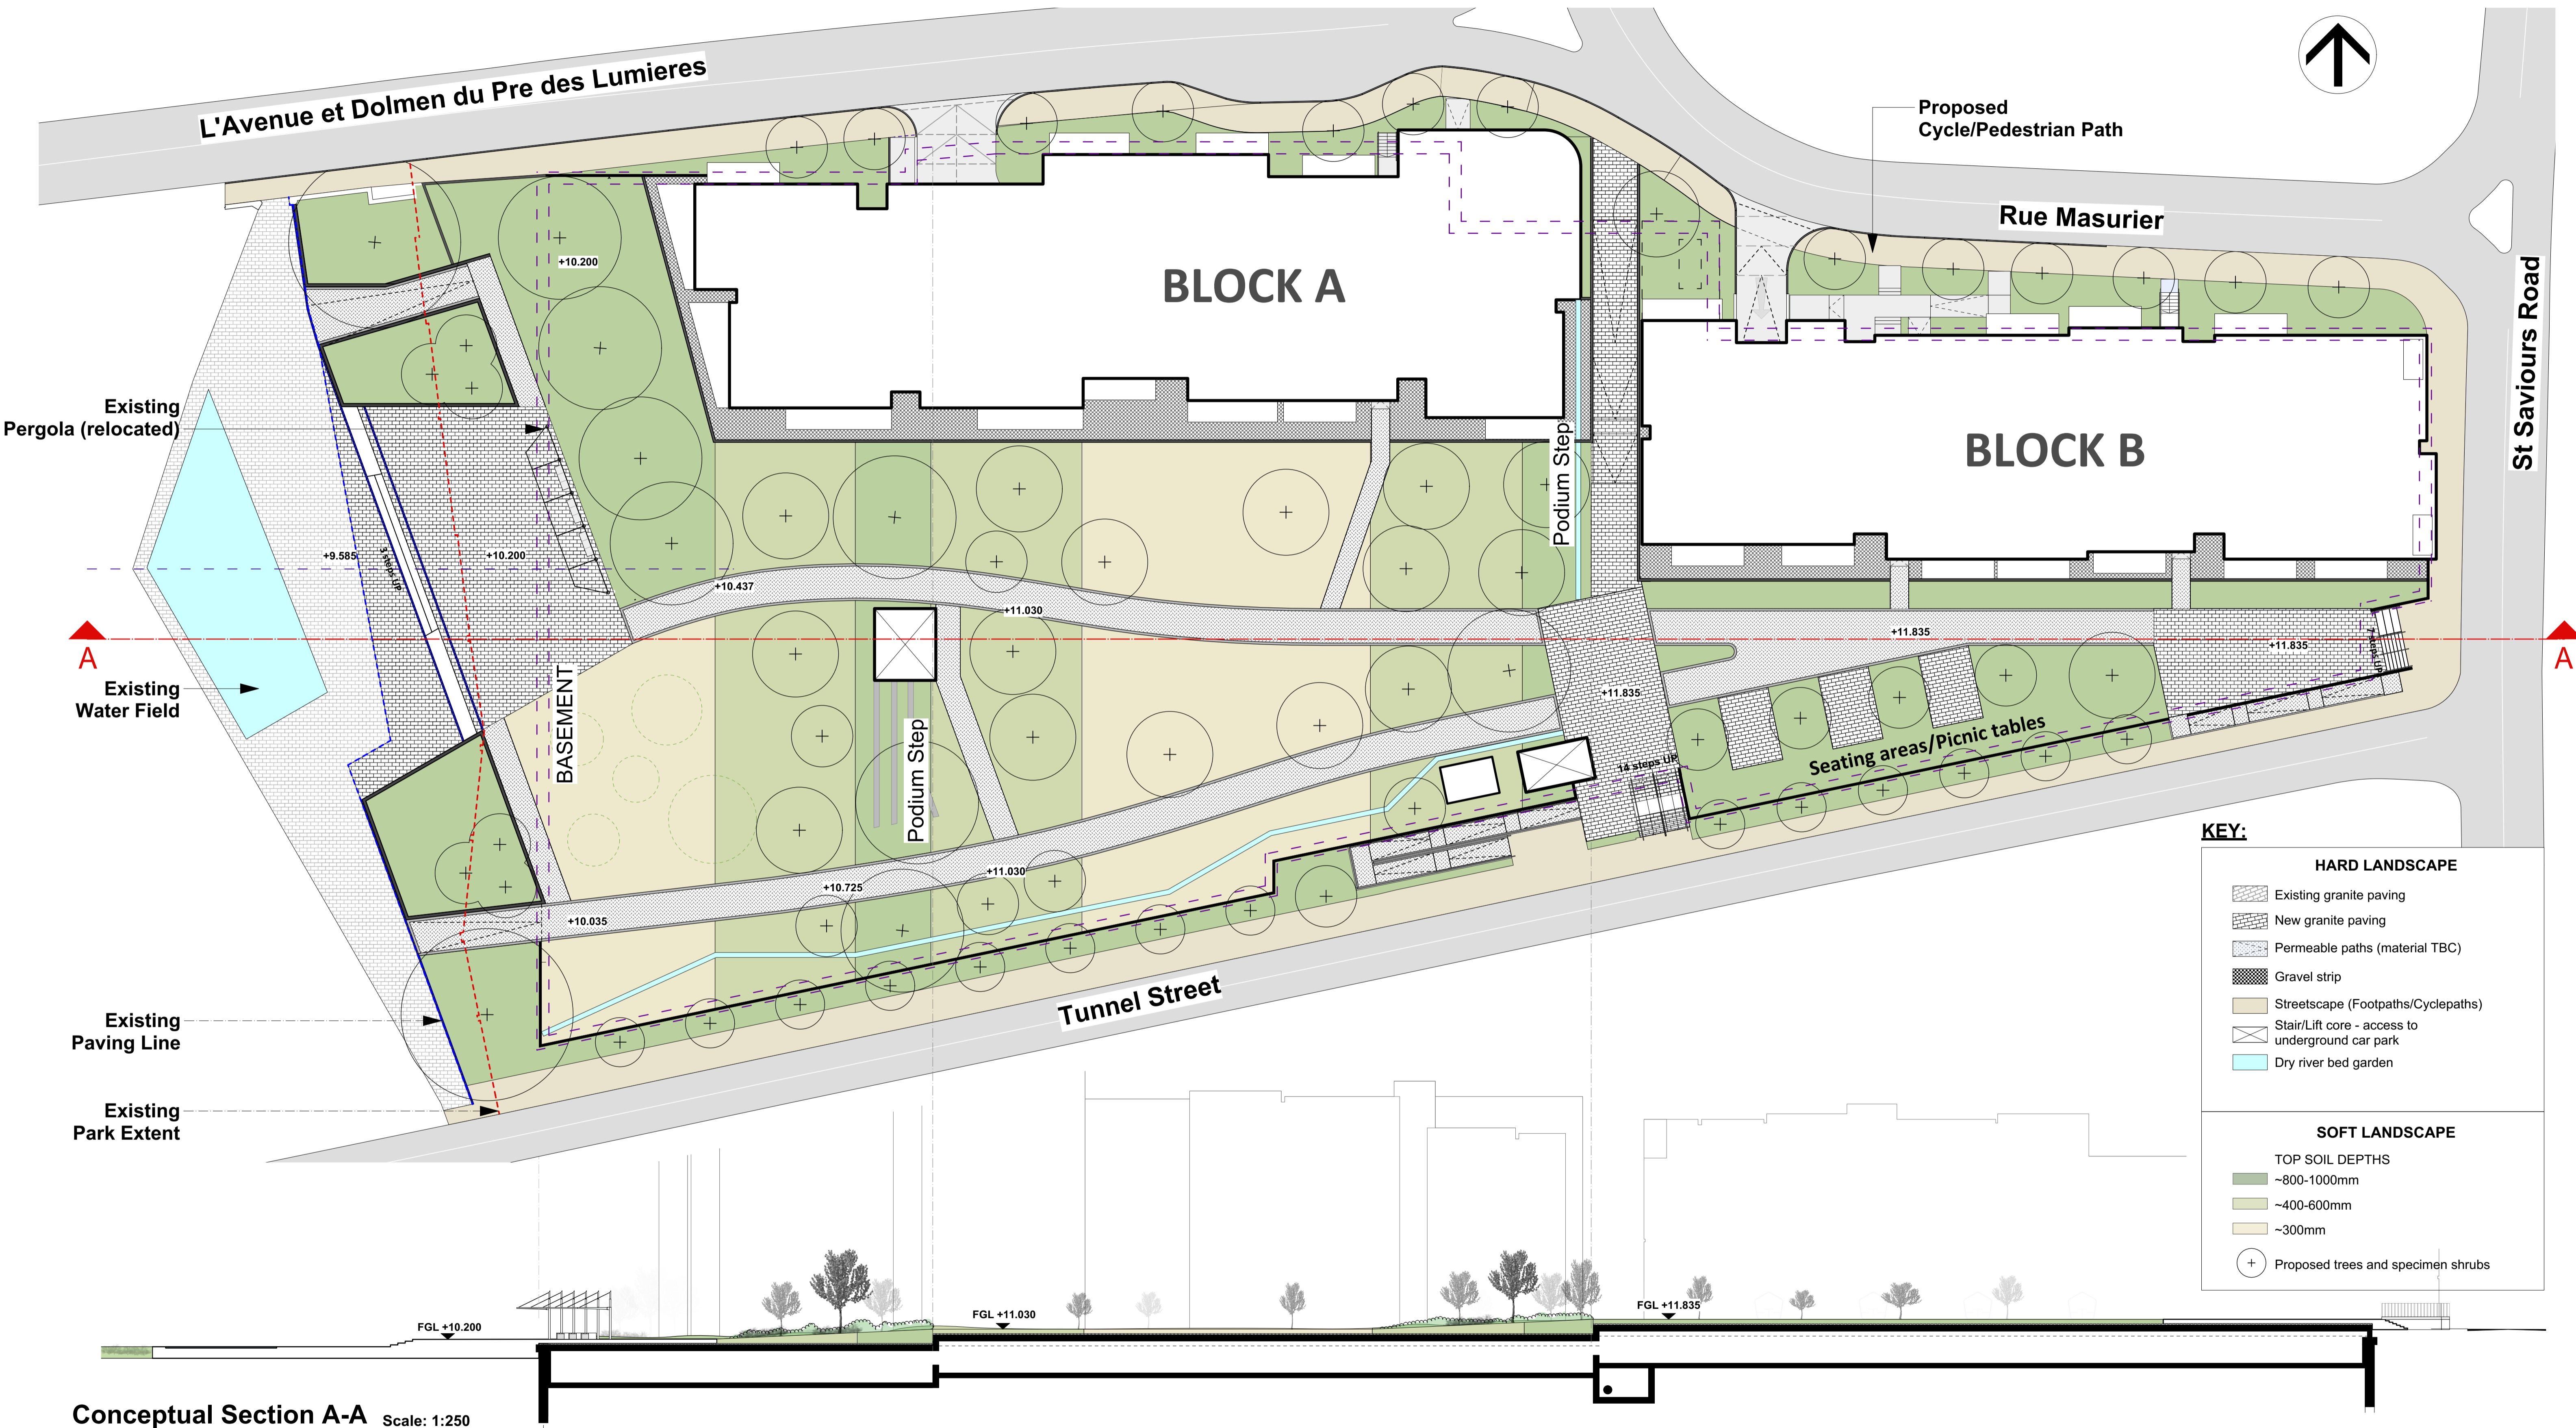 L'Avenue et Dolmen du Pre des Lumieres
Proposed
Cycle/Pedestrian Path
Rue Masurier
St Saviours Road
BLOCK A
BLOCK B
+10.200
Existing
Pergola (relocated)
Podium Step
+9.585
3 steps UP
+10.200
+10.437
+11.030
+11.835
+11.835
7 steps UP
A
A
Existing
Water Field
BASEMENT
Podium Step
+11.835
14 steps UP
Seating areas/Picnic tables
+11.030
+10.725
+10.035
Tunnel Street
Existing
Paving Line
Existing
Park Extent
KEY:
HARD LANDSCAPE
Existing granite paving
New granite paving
Permeable paths (material TBC)
Gravel strip
Streetscape (Footpaths/Cyclepaths)
Stair/Lift core - access to
underground car park
Dry river bed garden
SOFT LANDSCAPE
TOP SOIL DEPTHS
~800-1000mm
~400-600mm
~300mm
Proposed trees and specimen shrubs
FGL +10.200
FGL +11.030
FGL +11.835
Conceptual Section A-A Scale: 1:250